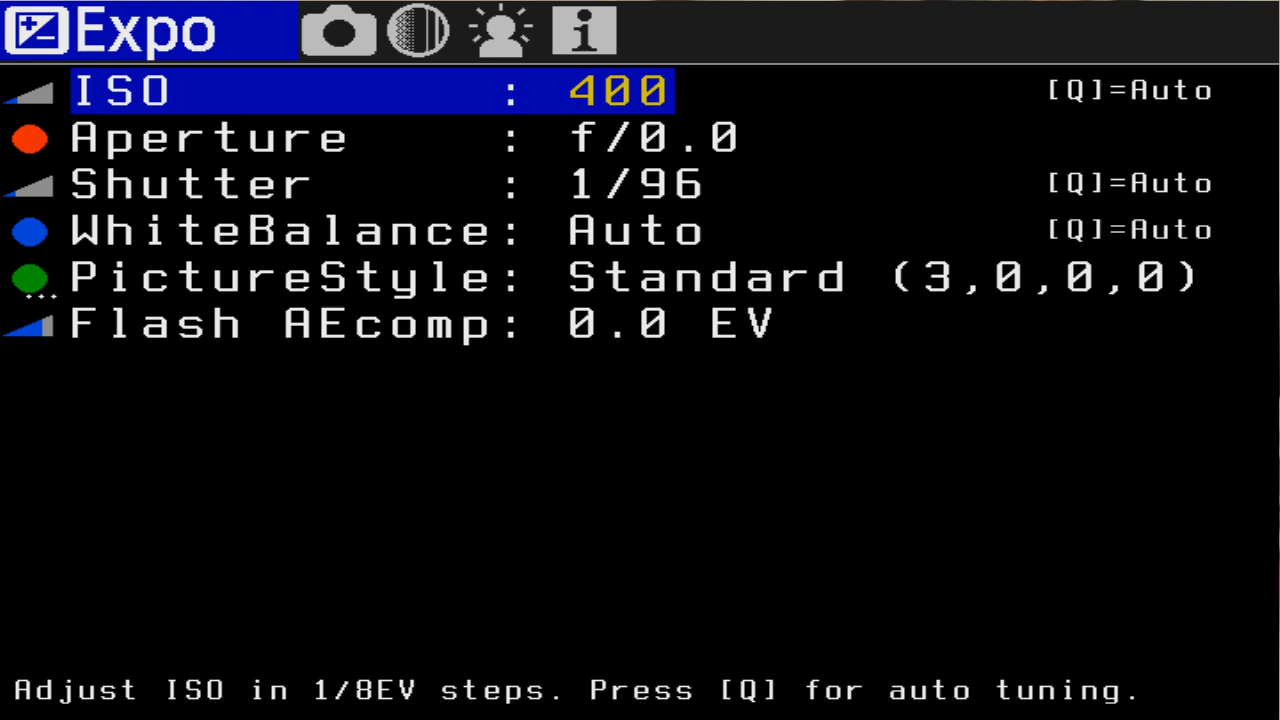 Expo
ISO : 400 [Q]=Auto
Aperture : f/0.0
Shutter : 1/96 [Q]=Auto
WhiteBalance: Auto [Q]=Auto
PictureStyle: Standard (3,0,0,0)
Flash AEcomp: 0.0 EV
Adjust ISO in 1/8EV steps. Press [Q] for auto tuning.